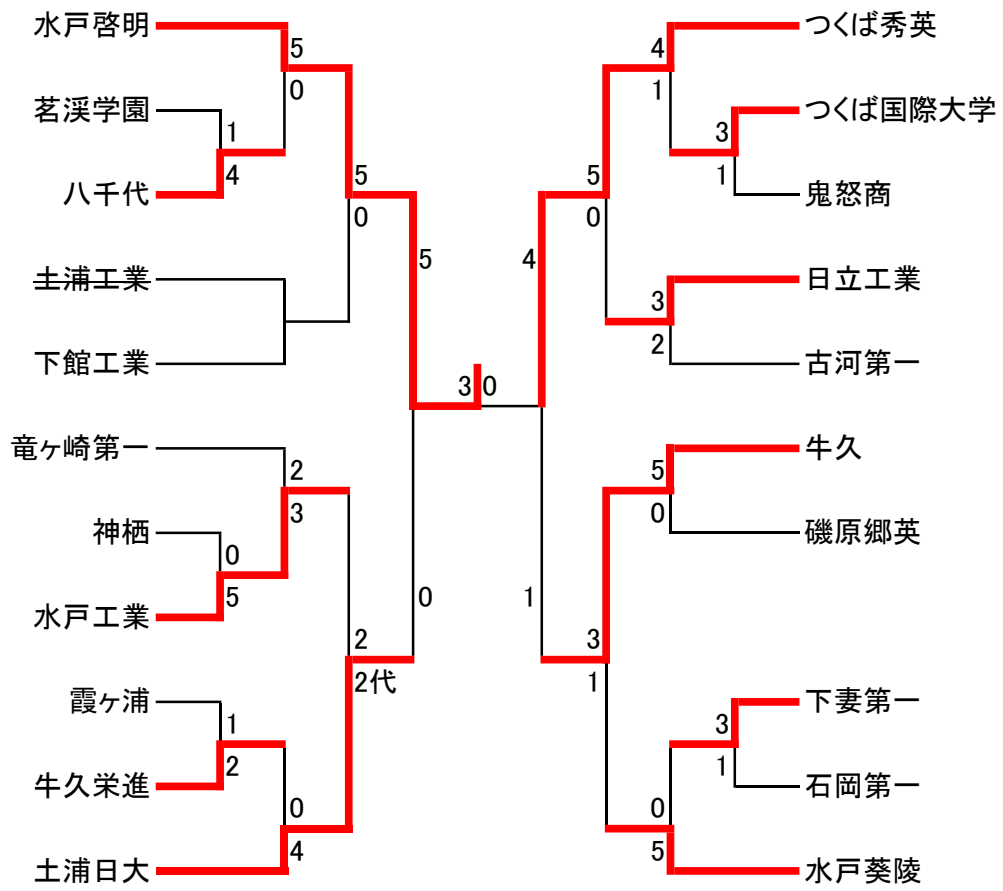 水戸啓明
5
0
茗渓学園
1
4
八千代
5
0
土浦工業
下館工業
5
竜ヶ崎第一
2
3
神栖
0
5
水戸工業
0
2
2代
霞ヶ浦
1
2
牛久栄進
0
4
土浦日大
3
0
つくば秀英
4
1
つくば国際大学
3
1
鬼怒商
5
0
4
日立工業
3
2
古河第一
牛久
5
0
磯原郷英
1
3
1
下妻第一
3
1
石岡第一
0
5
水戸葵陵